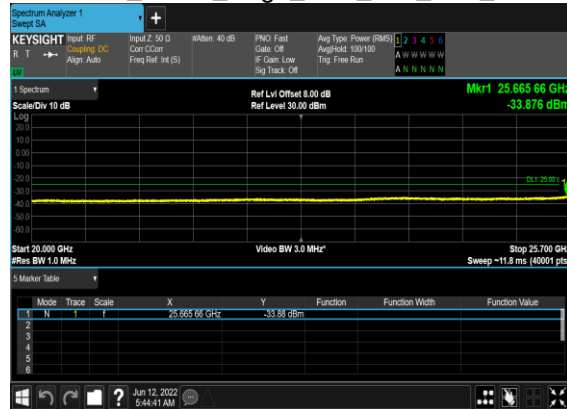 Spectrum Analyzer 1
Swept SA
+
KEYSIGHT Input: RF Input Z: 50 Ω #Atten: 40 dB PNO: Fast Avg Type: Power (RMS) 1 2 3 4 5 6
R T Coupling: DC Corr CCorr Gate: Off Avg|Hold: 100/100 A W W W W W
Align: Auto Freq Ref: Int (S) IF Gain: Low Trig: Free Run
Sig Track: Off A N N N N N
1 Spectrum Ref Lvl Offset 8.00 dB Mkr1 25.665 66 GHz
Scale/Div 10 dB Ref Level 30.00 dBm -33.876 dBm
Log
20.0
10.0
0.00
-10.0
-20.0
DL1 -25.00
-30.0
-40.0
-50.0
-60.0
Start 20.000 GHz Video BW 3.0 MHz* Stop 25.700 GHz
#Res BW 1.0 MHz Sweep ~11.8 ms (40001 pts)
5 Marker Table
Mode Trace Scale X Y Function Function Width Function Value
1 N 1 f 25.665 66 GHz -33.88 dBm
2
3
4
5
6
? Jun 12, 2022
5:44:41 AM